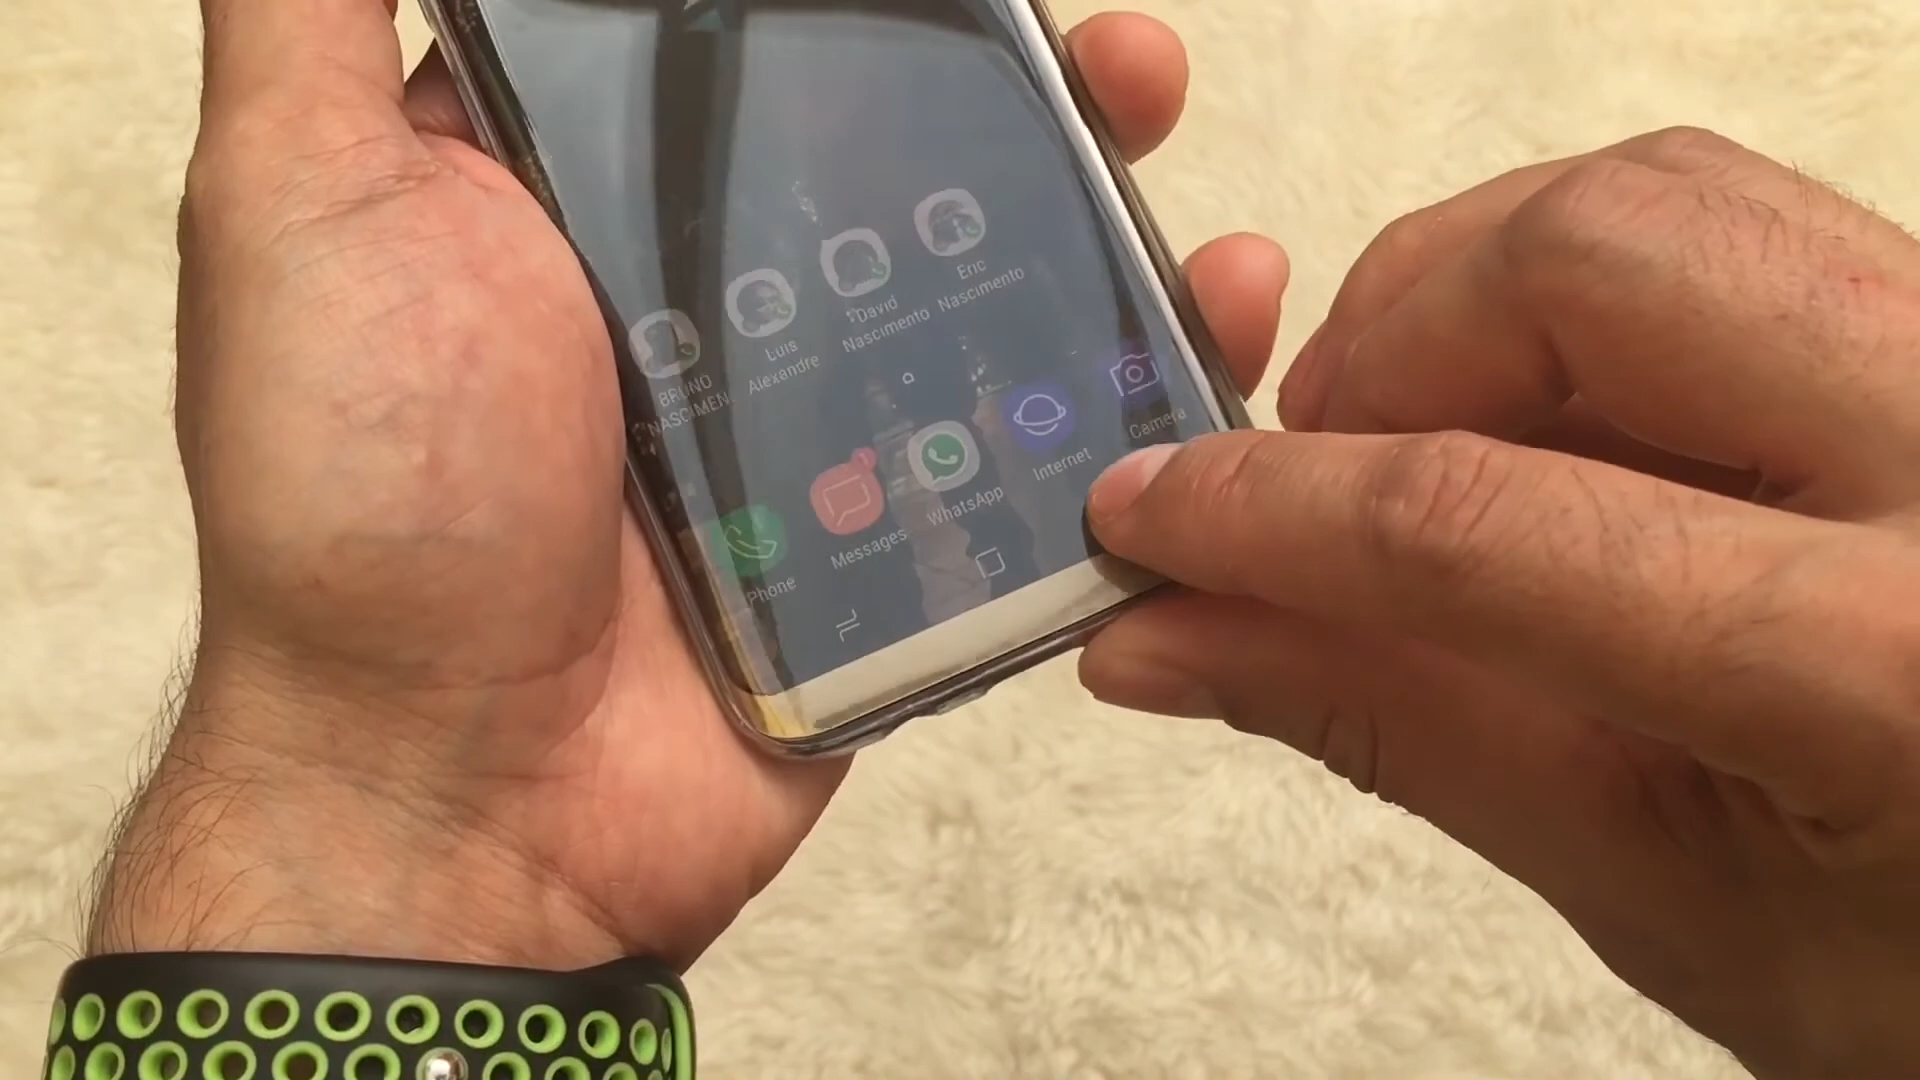 BRUNO
NASCIMEN
Luis
Alexandre
David
Nascimento
Eric
Nascimento
Phone
Messages
WhatsApp
Internet
Camera